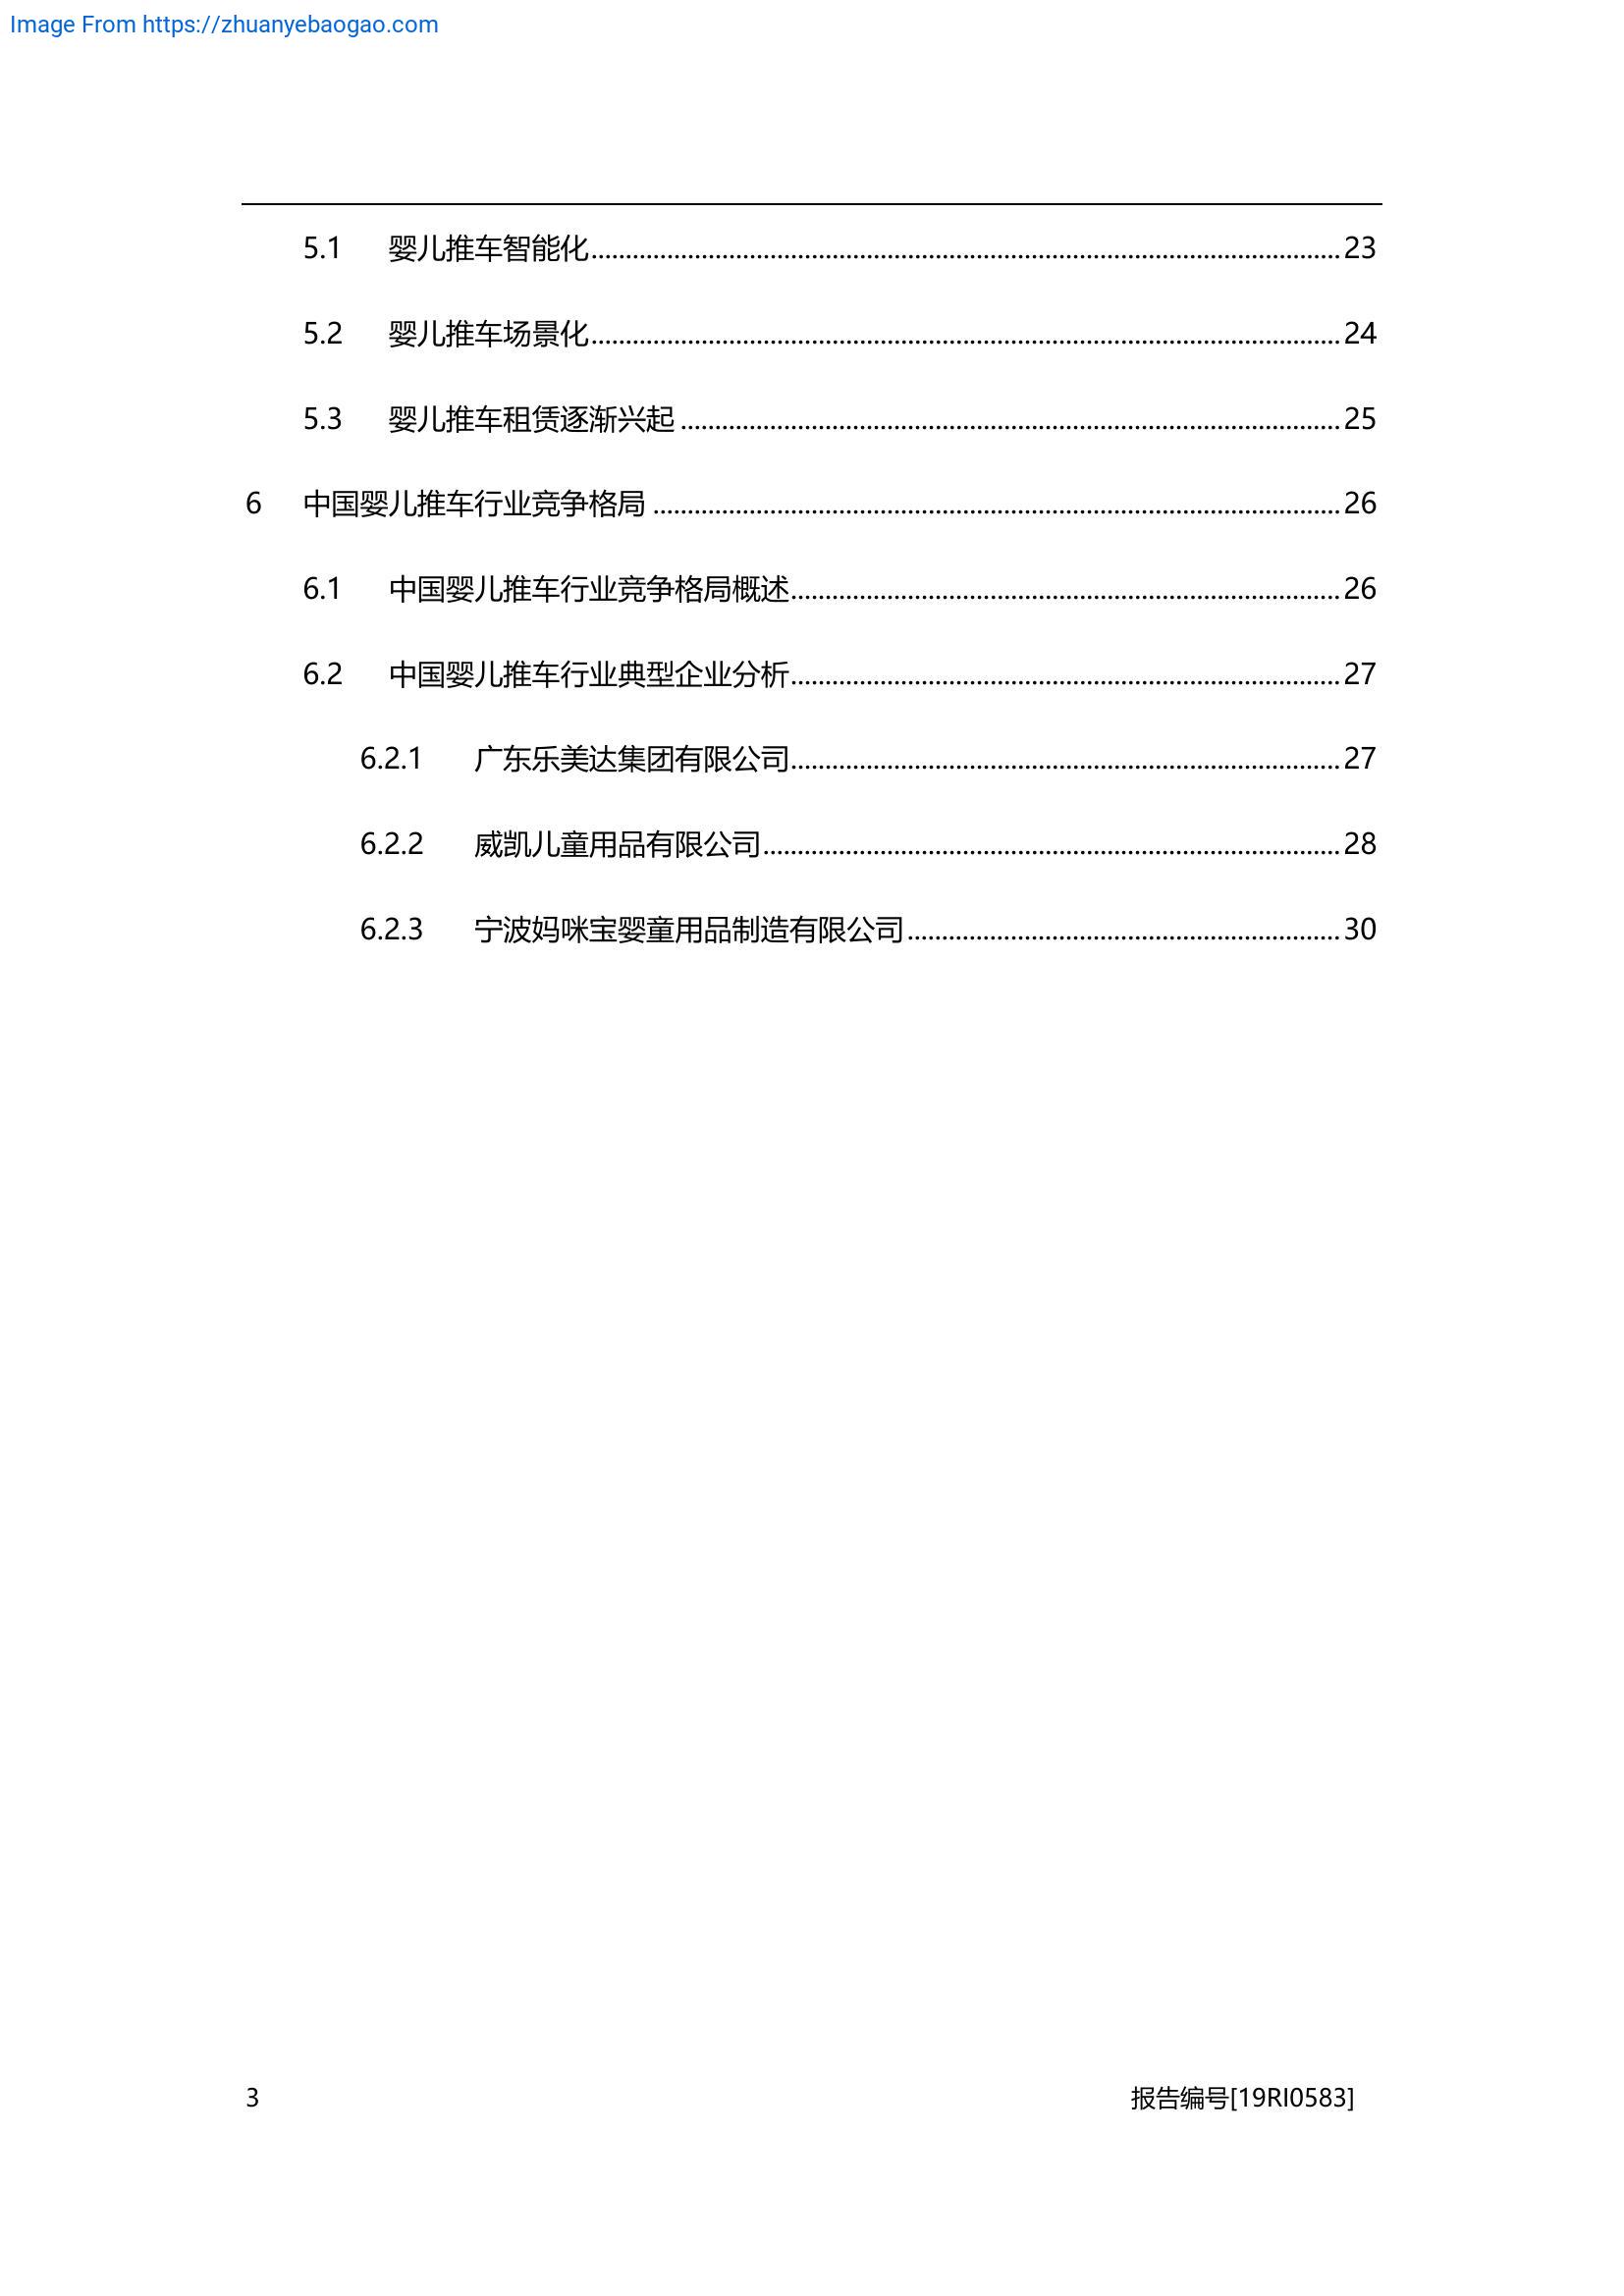 Image From https://zhuanyebaogao.com
5.1 婴儿推车智能化........................................................................................................23
5.2 婴儿推车场景化........................................................................................................24
5.3 婴儿推车租赁逐渐兴起............................................................................................25
6 中国婴儿推车行业竞争格局................................................................................................26
6.1 中国婴儿推车行业竞争格局概述............................................................................26
6.2 中国婴儿推车行业典型企业分析............................................................................27
6.2.1 广东乐美达集团有限公司............................................................................27
6.2.2 威凯儿童用品有限公司................................................................................28
6.2.3 宁波妈咪宝婴童用品制造有限公司............................................................30
3 报告编号[19RI0583]